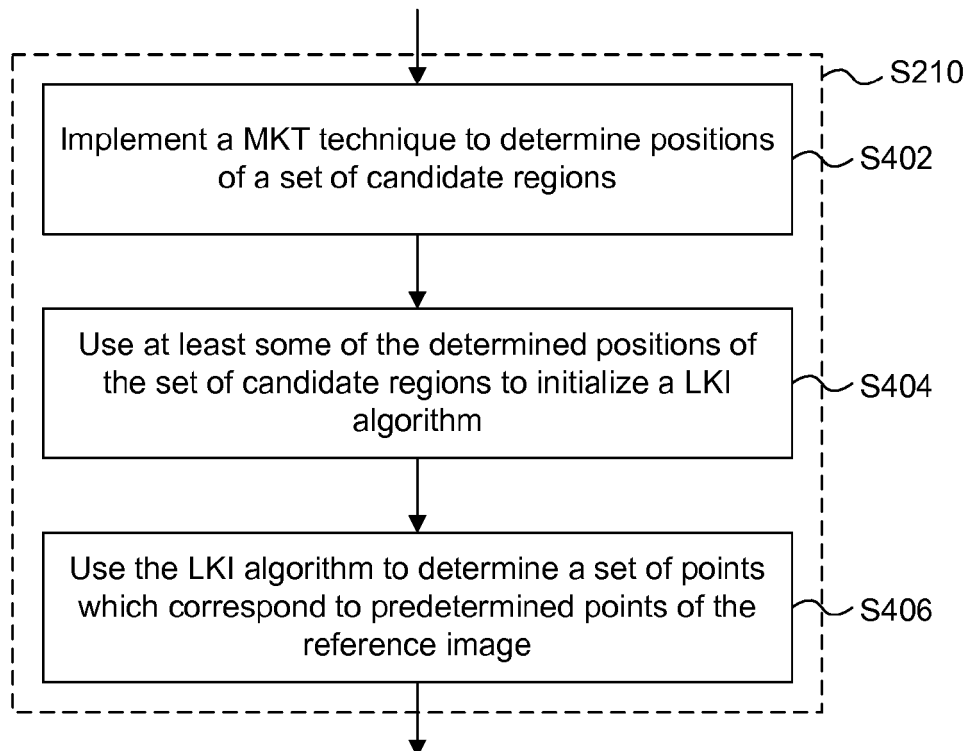 S210
Implement a MKT technique to determine positions
of a set of candidate regions
S402
Use at least some of the determined positions of
the set of candidate regions to initialize a LKI
algorithm
S404
Use the LKI algorithm to determine a set of points
which correspond to predetermined points of the
reference image
S406